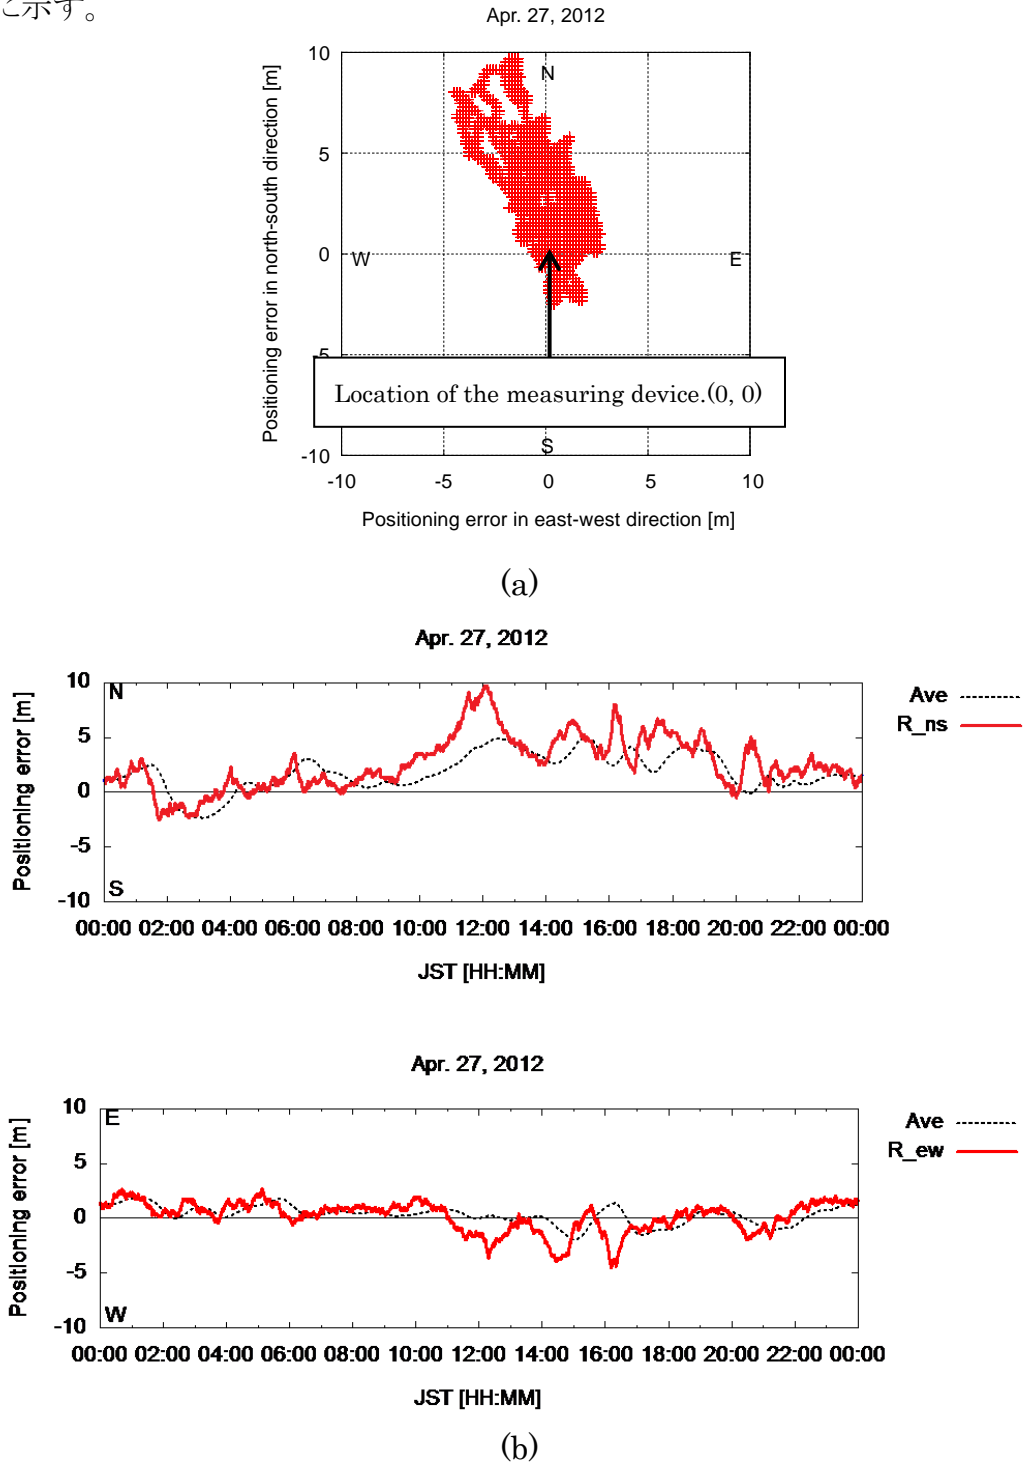 に示す。
Apr. 27, 2012
10
N
5
0
W
E
-5
Location of the measuring device.(0, 0)
S
-10
-10 -5 0 5 10
Positioning error in north-south direction [m]
Positioning error in east-west direction [m]
(a)
Apr. 27, 2012
10
N
5
0
-5
S
-10
Positioning error [m]
Ave
R_ns
00:00 02:00 04:00 06:00 08:00 10:00 12:00 14:00 16:00 18:00 20:00 22:00 00:00
JST [HH:MM]
Apr. 27, 2012
10
E
5
0
-5
W
-10
Positioning error [m]
Ave
R_ew
00:00 02:00 04:00 06:00 08:00 10:00 12:00 14:00 16:00 18:00 20:00 22:00 00:00
JST [HH:MM]
(b)